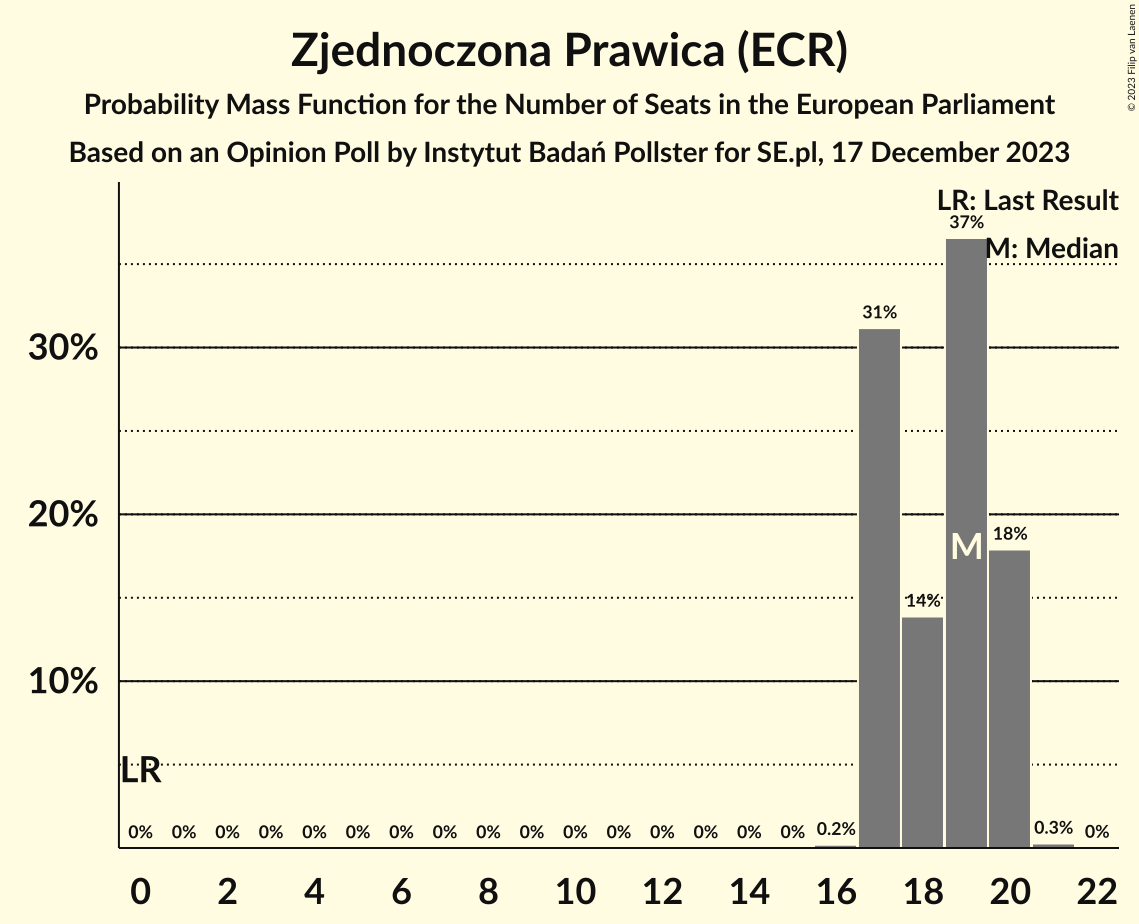 Zjednoczona Prawica (ECR)
Probability Mass Function for the Number of Seats in the European Parliament
Based on an Opinion Poll by Instytut Badań Pollster for SE.pl, 17 December 2023
© 2023 Filip van Laenen
LR: Last Result
M: Median
37%
31%
30%
20%
18%
M
14%
10%
LR
0% 0% 0% 0% 0% 0% 0% 0% 0% 0% 0% 0% 0% 0% 0% 0% 0.2% 0.3% 0%
0 2 4 6 8 10 12 14 16 18 20 22